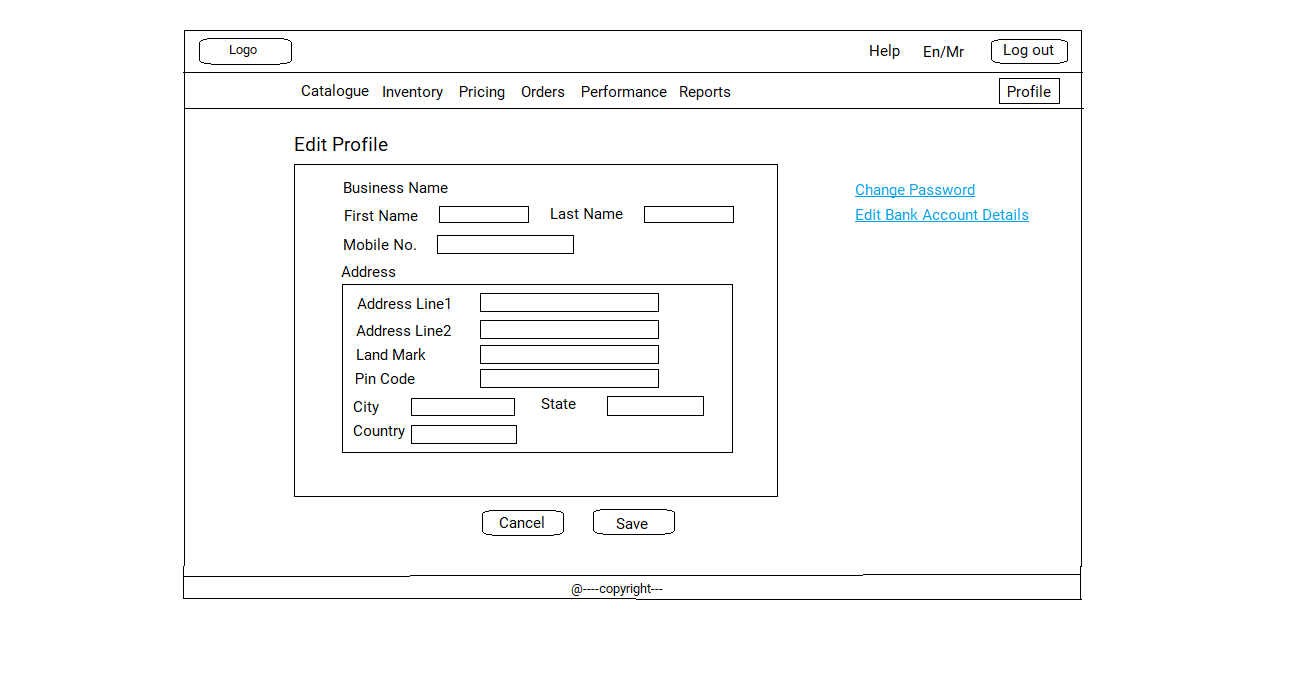 Logo Help En/Mr Log out
Catalogue Inventory Pricing Orders Performance Reports Profile
Edit Profile
Business Name
Change Password
First Name Last Name
Edit Bank Account Details
Mobile No.
Address
Address Line1
Address Line2
Land Mark
Pin Code
City State
Country
Cancel Save
@----copyright---